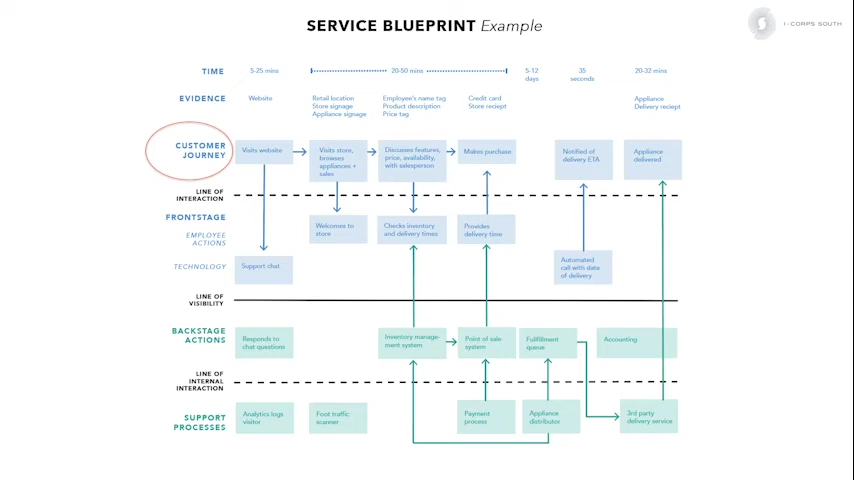 SERVICE BLUEPRINT Example
I-CORPS SOUTH
TIME
5-25 mins
20-50 mins
5-12
days
35
seconds
20-32 mins
EVIDENCE
Website
Retail location
Store signage
Appliance signage
Employee's name tag
Product description
Price tag
Credit card
Store reciept
Appliance
Delivery reciept
CUSTOMER
JOURNEY
Visits website
Visits store,
browses
appliances +
sales
Discusses features,
price, availability,
with salesperson
Makes purchase
Notified of
delivery ETA
Appliance
delivered
LINE OF
INTERACTION
FRONTSTAGE
EMPLOYEE
ACTIONS
Welcomes to
store
Checks inventory
and delivery times
Provides
delivery time
TECHNOLOGY
Support chat
Automated
call with date
of delivery
LINE OF
VISIBILITY
BACKSTAGE
ACTIONS
Responds to
chat questions
Inventory manage-
ment system
Point of sale
system
Fullfillment
queue
Accounting
LINE OF
INTERNAL
INTERACTION
SUPPORT
PROCESSES
Analytics logs
visitor
Foot traffic
scanner
Payment
process
Appliance
distributor
3rd party
delivery service